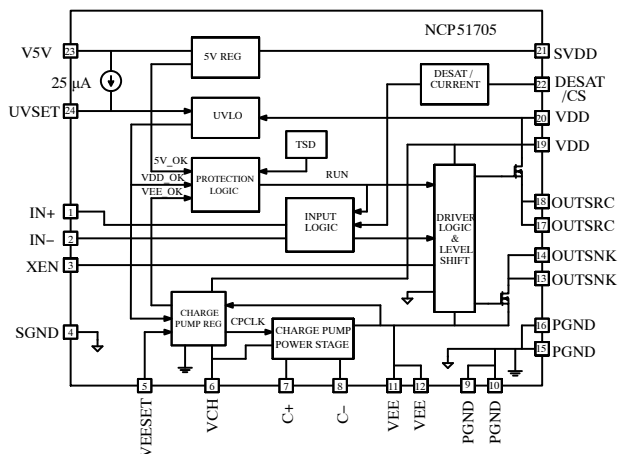 NCP51705
V5V
23
5V REG
21
SVDD
25 µA
DESAT /
CURRENT
22
DESAT
/CS
UVSET
24
UVLO
20
VDD
TSD
19
VDD
5V_OK
VDD_OK
VEE_OK
PROTECTION
LOGIC
RUN
IN+
1
INPUT
LOGIC
DRIVER
LOGIC
&
LEVEL
SHIFT
18
OUTSRC
17
OUTSRC
IN−
2
14
OUTSNK
XEN
3
13
OUTSNK
SGND
4
CHARGE
PUMP REG
CPCLK
CHARGE PUMP
POWER STAGE
16
PGND
15
PGND
5
6
7
8
11
12
9
10
VEESET
VCH
C+
C−
VEE
VEE
PGND
PGND